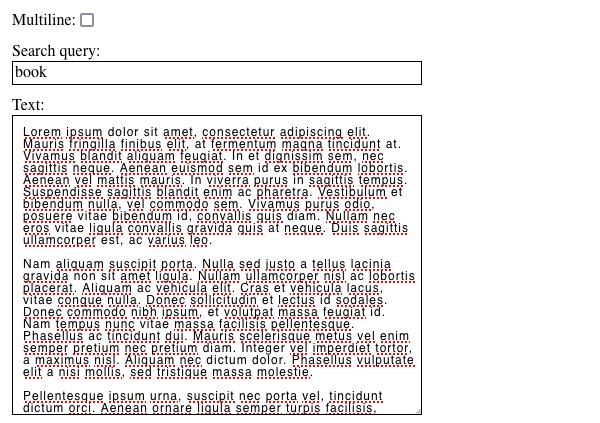 Multiline:
Search query:
book
Text:
Lorem ipsum dolor sit amet, consectetur adipiscing elit.
Mauris fringilla finibus elit, at fermentum magna tincidunt at.
Vivamus blandit aliquam feugiat. In et dignissim sem, nec
sagittis neque. Aenean euismod sem id ex bibendum lobortis.
Aenean vel mattis mauris. In viverra purus in sagittis tempus.
Suspendisse sagittis blandit enim ac pharetra. Vestibulum et
bibendum nulla, vel commodo sem. Vivamus purus odio,
posuere vitae bibendum id, convallis quis diam. Nullam nec
eros vitae ligula convallis gravida quis at neque. Duis sagittis
ullamcorper est, ac varius leo.
Nam aliquam suscipit porta. Nulla sed justo a tellus lacinia
gravida non sit amet ligula. Nullam ullamcorper nisl ac lobortis
placerat. Aliquam ac vehicula elit. Cras et vehicula lacus,
vitae congue nulla. Donec sollicitudin et lectus id sodales.
Donec commodo nibh ipsum, et volutpat massa feugiat id.
Nam tempus nunc vitae massa facilisis pellentesque.
Phasellus ac tincidunt dui. Mauris scelerisque metus vel enim
semper pretium nec pretium diam. Integer vel imperdiet tortor,
a maximus nisl. Aliquam nec dictum dolor. Phasellus vulputate
elit a nisi mollis, sed tristique massa molestie.
Pellentesque ipsum urna, suscipit nec porta vel, tincidunt
dictum orci. Aenean ornare ligula semper turpis facilisis,